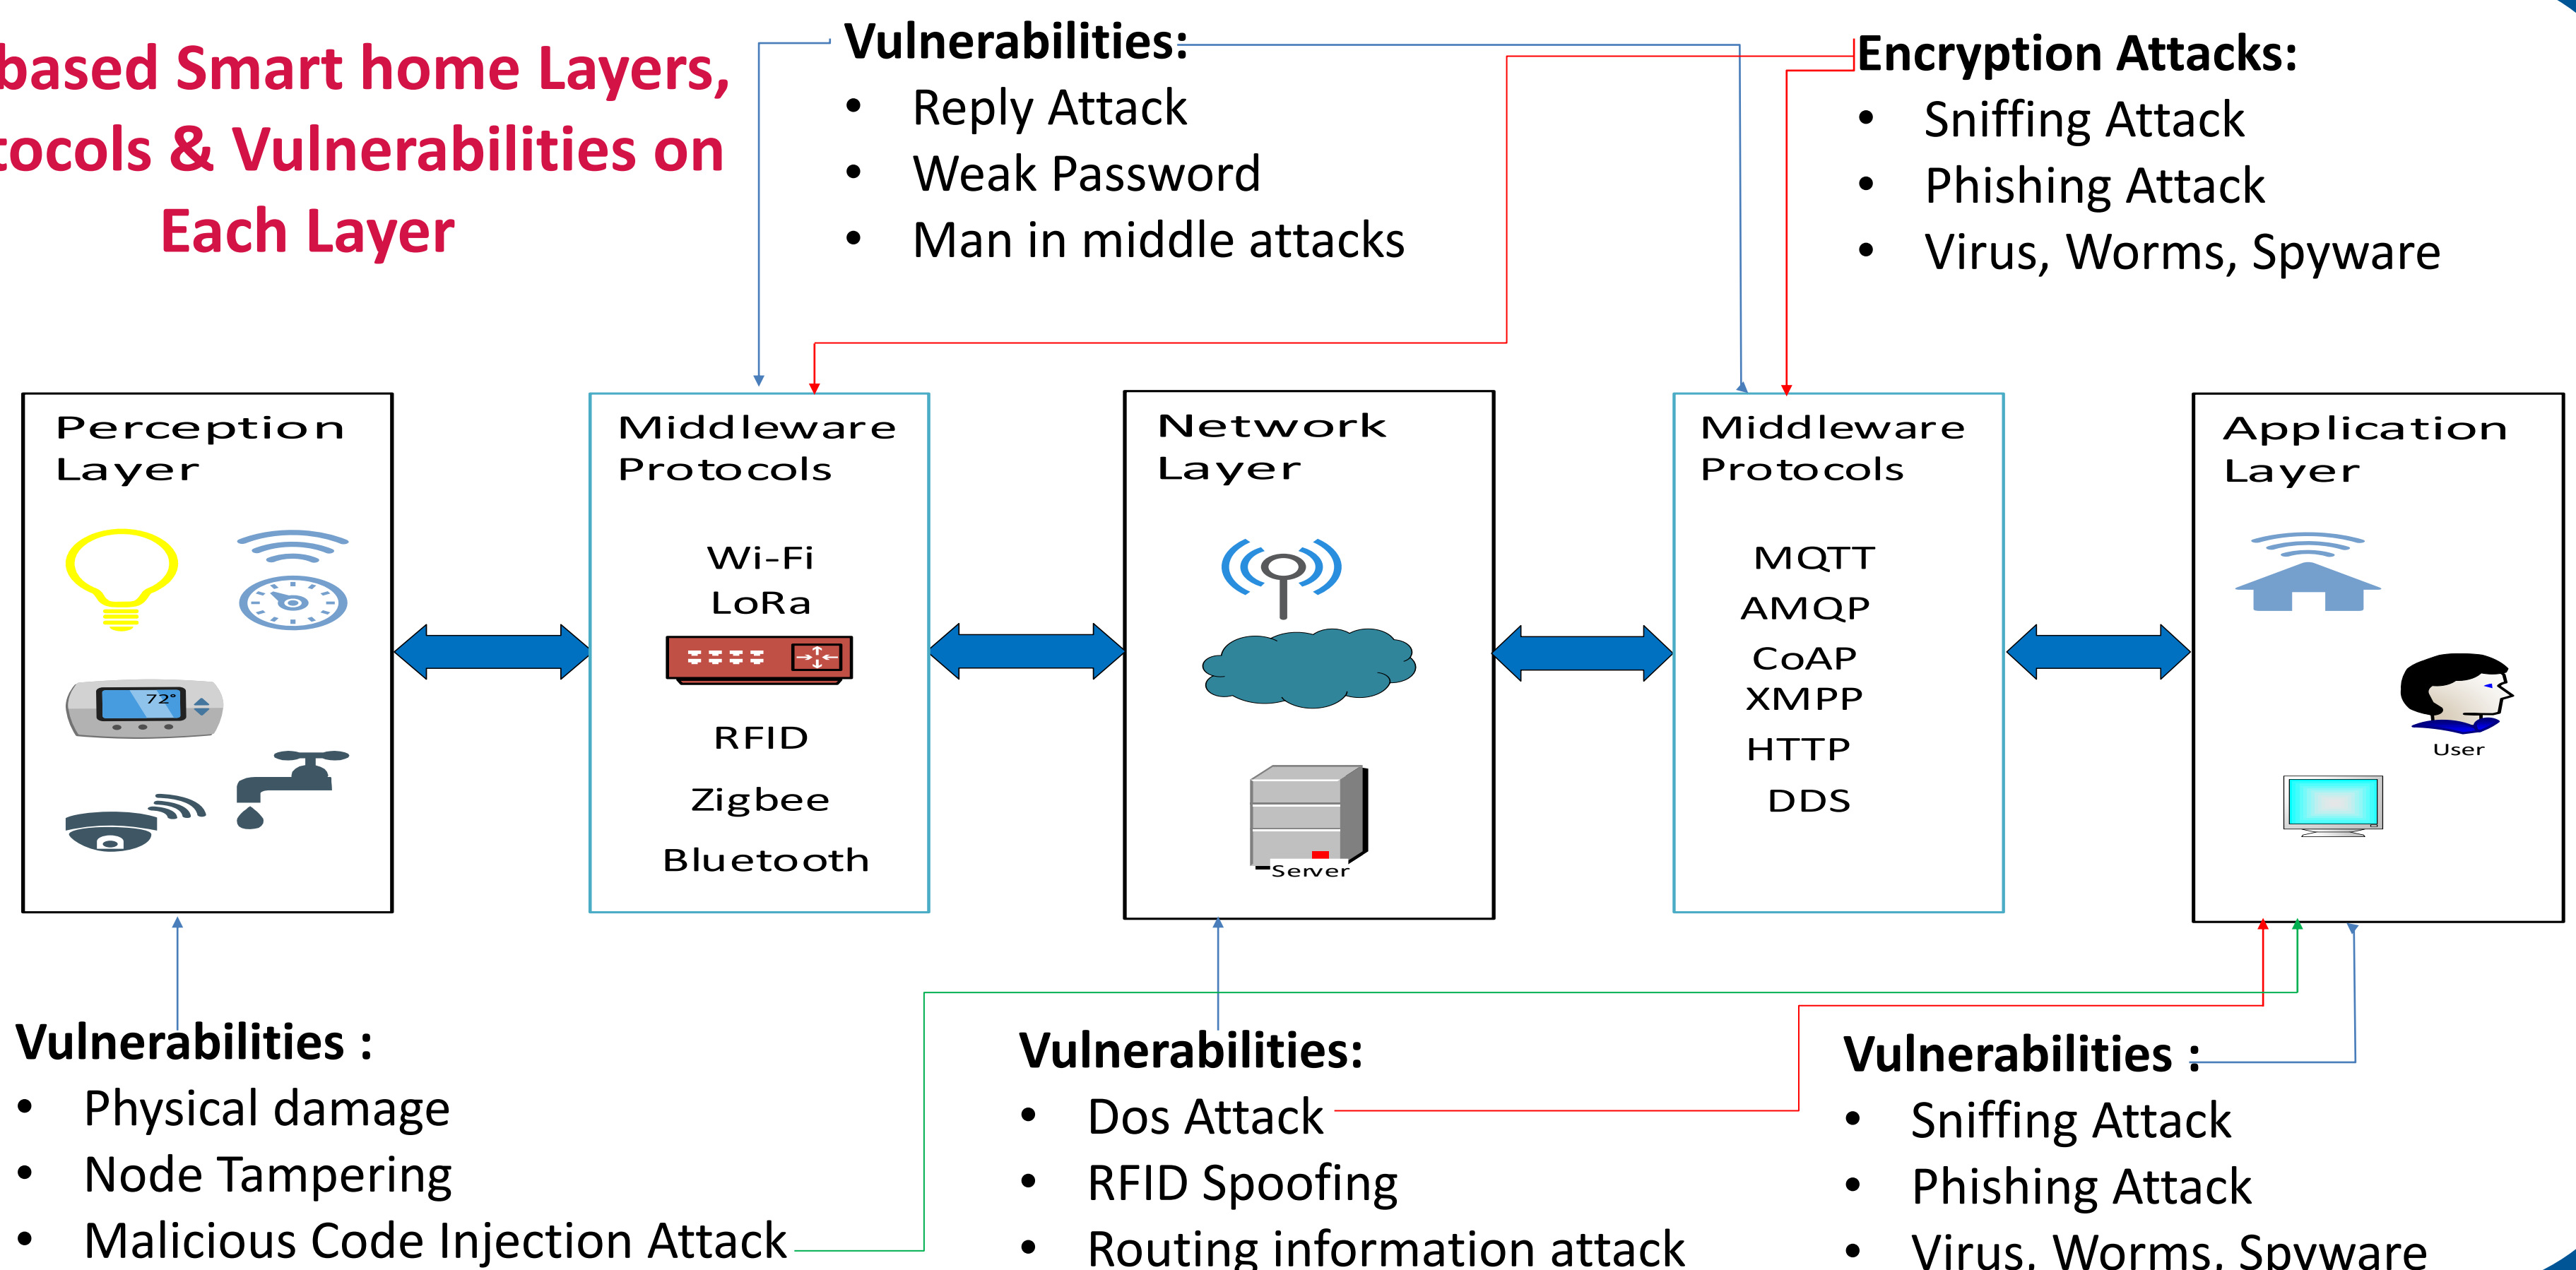 based Smart home Layers,
tocols & Vulnerabilities on
Each Layer
Vulnerabilities:
• Reply Attack
• Weak Password
• Man in middle attacks
Encryption Attacks:
• Sniffing Attack
• Phishing Attack
• Virus, Worms, Spyware
Perception
Layer
72°
Middleware
Protocols
Wi-Fi
LoRa
RFID
Zigbee
Bluetooth
Network
Layer
Server
Middleware
Protocols
MQTT
AMQP
CoAP
XMPP
HTTP
DDS
Application
Layer
User
Vulnerabilities :
• Physical damage
• Node Tampering
• Malicious Code Injection Attack
Vulnerabilities:
• Dos Attack
• RFID Spoofing
• Routing information attack
Vulnerabilities :
• Sniffing Attack
• Phishing Attack
• Virus, Worms, Spyware